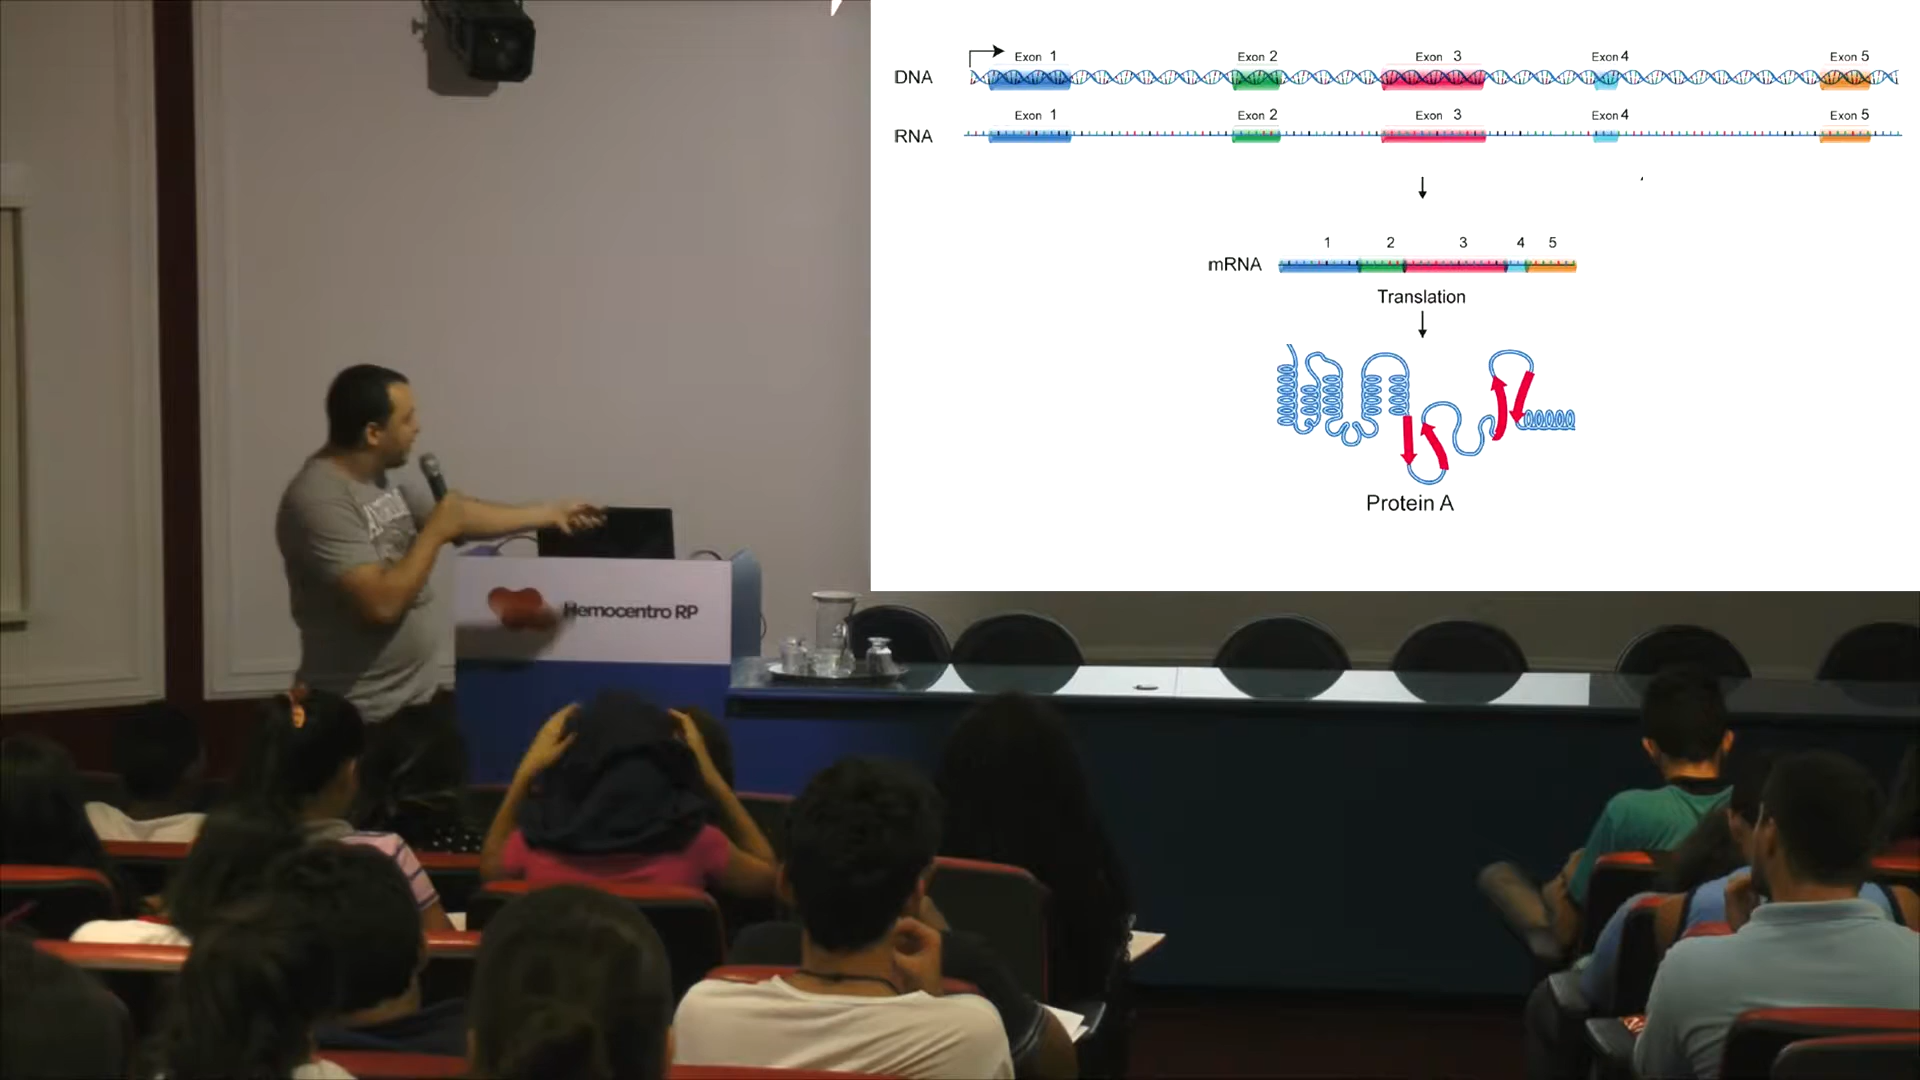 Exon 1 Exon 2 Exon 3 Exon 4 Exon 5
DNA
Exon 1 Exon 2 Exon 3 Exon 4 Exon 5
RNA
1 2 3 4 5
mRNA
Translation
Protein A
Hemocentro RP